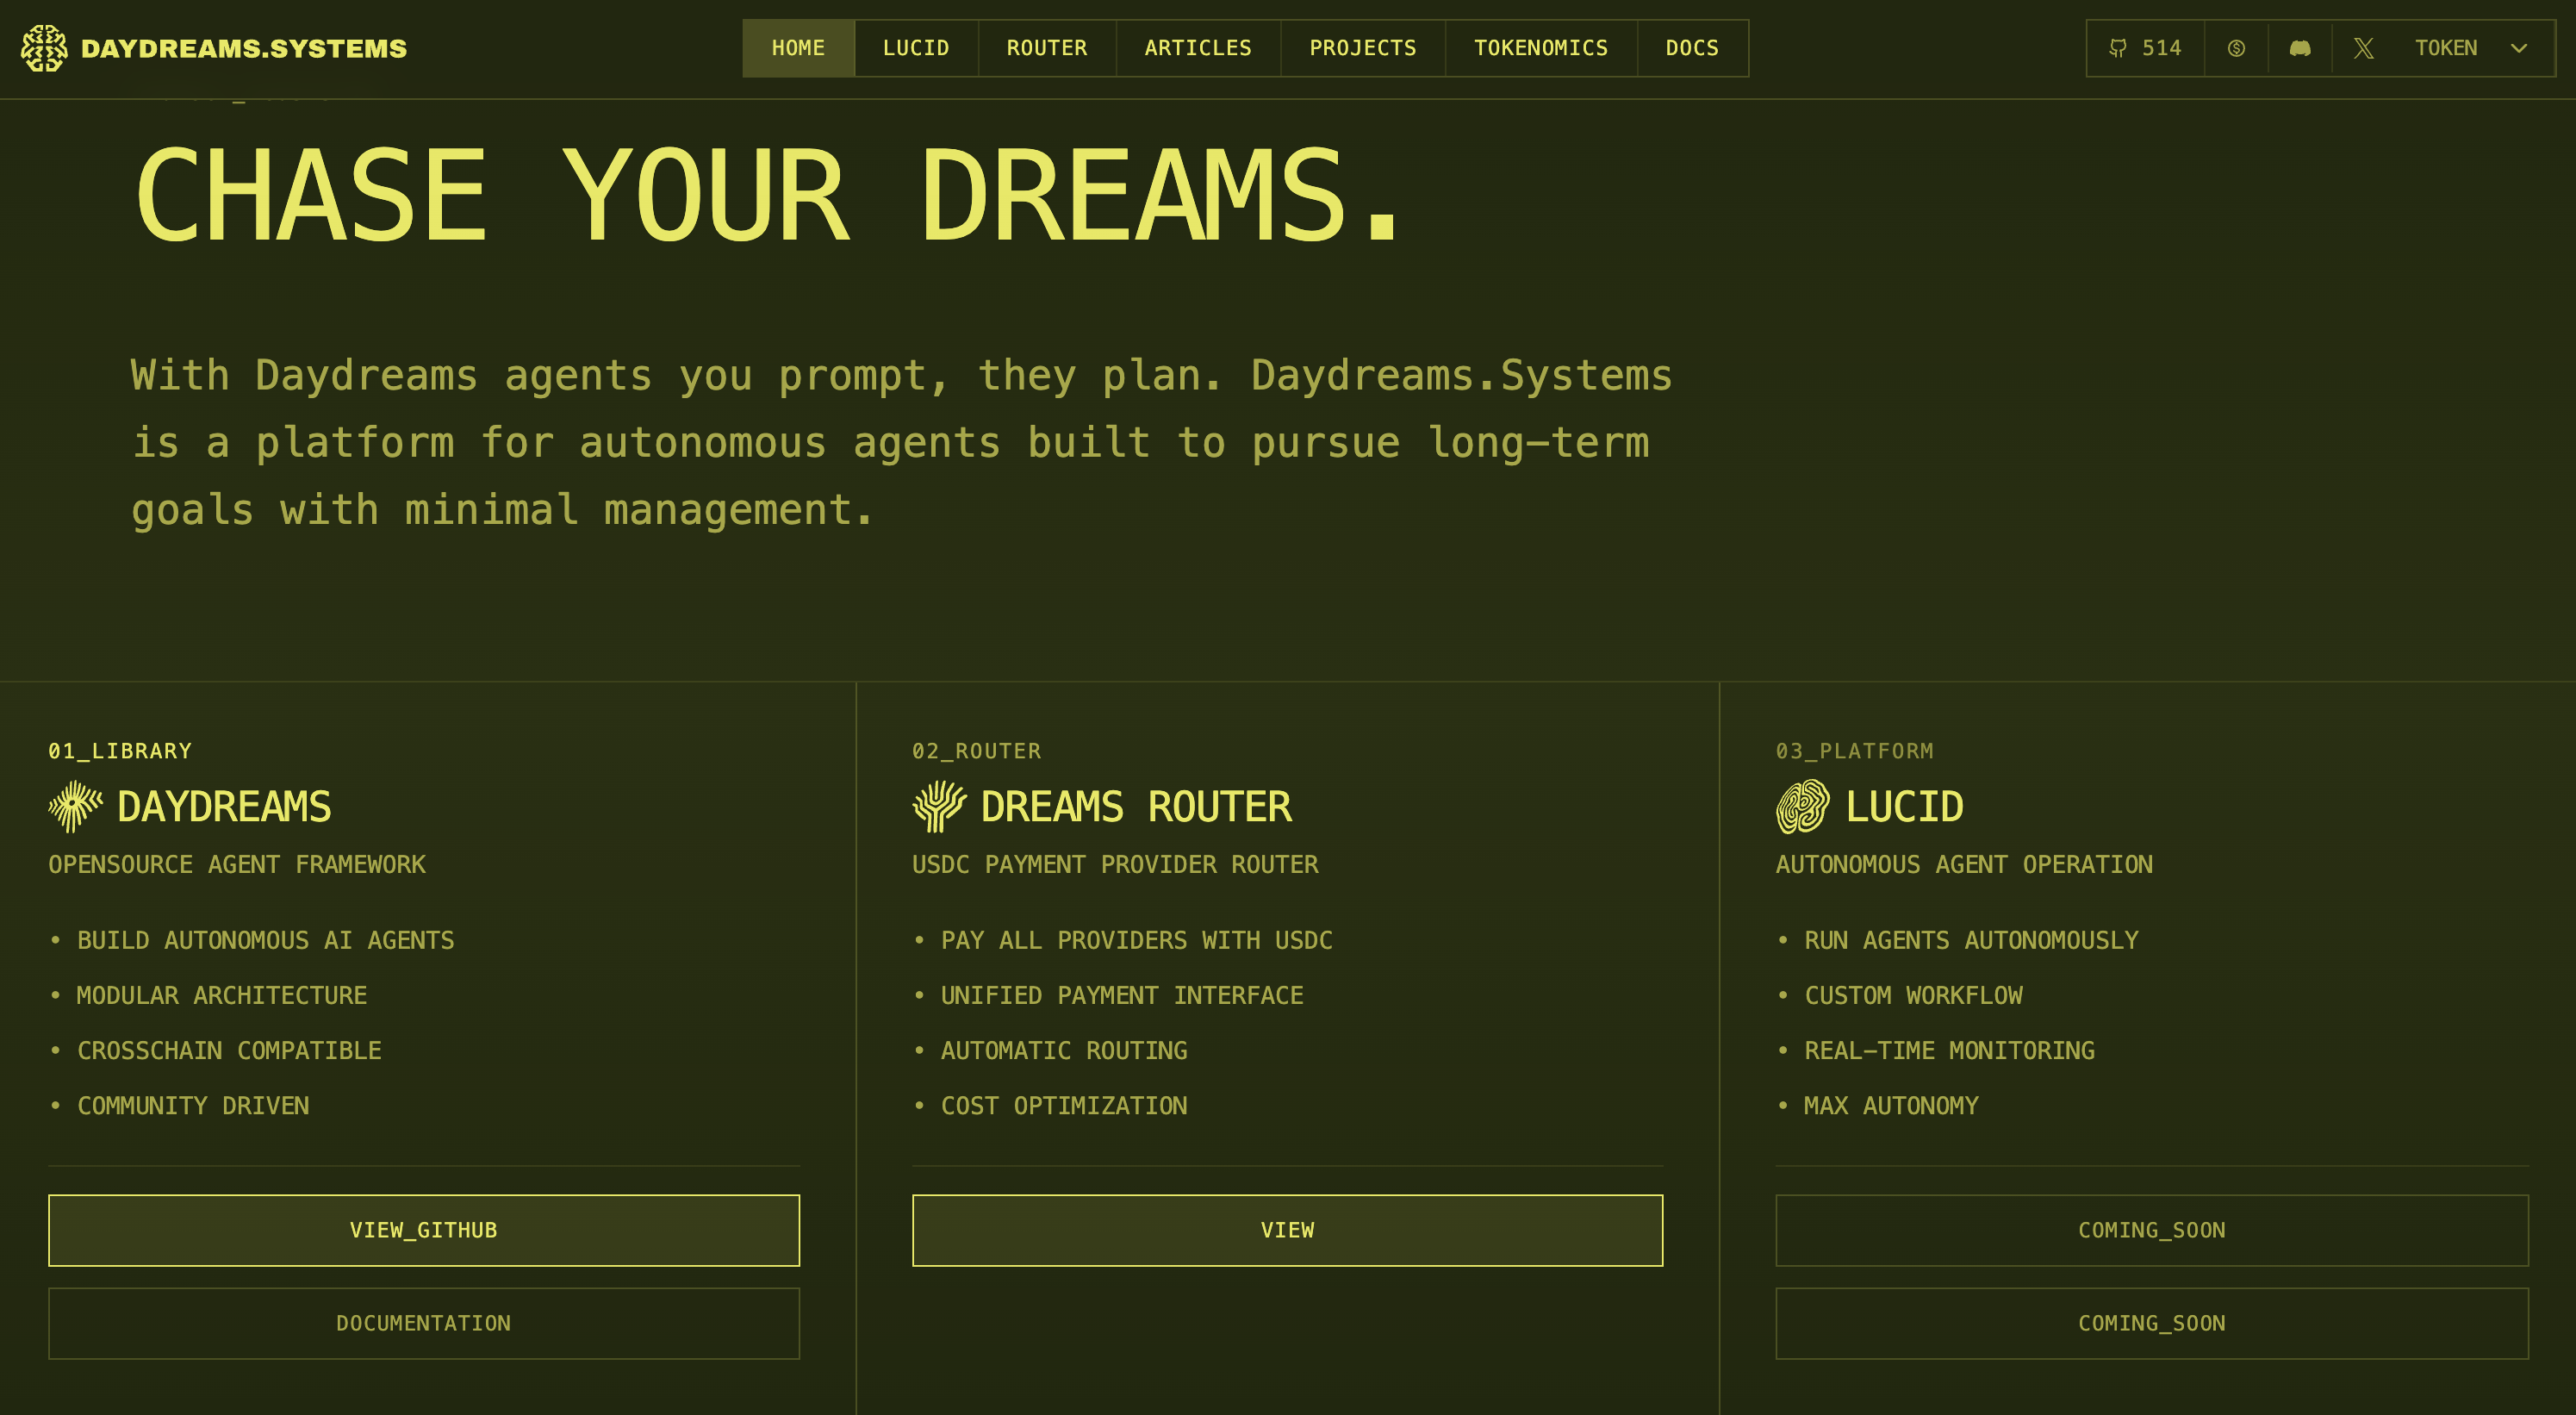 DAYDREAMS.SYSTEMS
HOME
LUCID
ROUTER
ARTICLES
PROJECTS
TOKENOMICS
DOCS
514
TOKEN
CHASE YOUR DREAMS.
With Daydreams agents you prompt, they plan. Daydreams.Systems
is a platform for autonomous agents built to pursue long-term
goals with minimal management.
01_LIBRARY
DAYDREAMS
OPENSOURCE AGENT FRAMEWORK
• BUILD AUTONOMOUS AI AGENTS
• MODULAR ARCHITECTURE
• CROSSCHAIN COMPATIBLE
• COMMUNITY DRIVEN
VIEW_GITHUB
DOCUMENTATION
02_ROUTER
DREAMS ROUTER
USDC PAYMENT PROVIDER ROUTER
• PAY ALL PROVIDERS WITH USDC
• UNIFIED PAYMENT INTERFACE
• AUTOMATIC ROUTING
• COST OPTIMIZATION
VIEW
03_PLATFORM
LUCID
AUTONOMOUS AGENT OPERATION
• RUN AGENTS AUTONOMOUSLY
• CUSTOM WORKFLOW
• REAL-TIME MONITORING
• MAX AUTONOMY
COMING_SOON
COMING_SOON